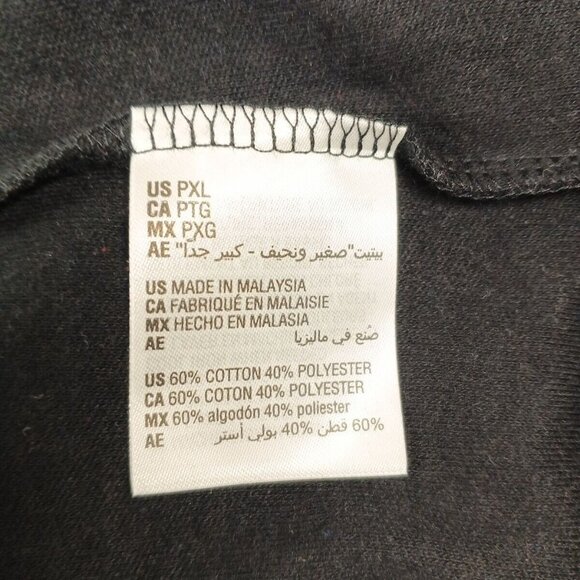 US PXL
CA PTG
MX PXG
AE بيتيت"صغير ونحيف - كبير جداً"
US MADE IN MALAYSIA
CA FABRIQUÉ EN MALAISIE
MX HECHO EN MALASIA
AE صُنع في ماليزيا
US 60% COTTON 40% POLYESTER
CA 60% COTON 40% POLYESTER
MX 60% algodón 40% poliester
AE 60% قطن 40% بولي أستر